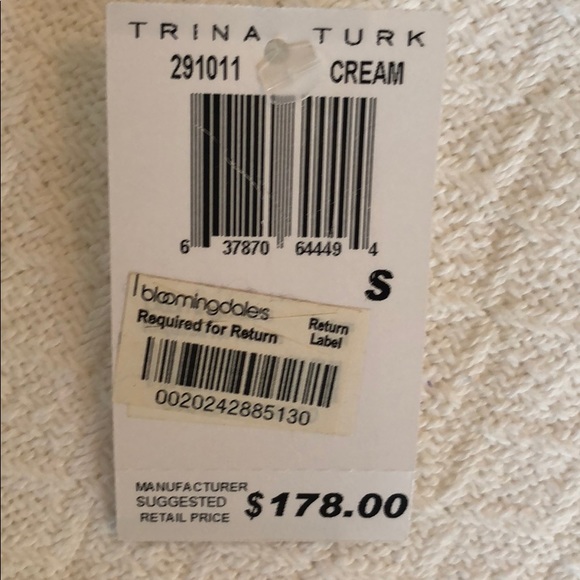 TRINA TURK
291011 CREAM
6 37870 64449 4
S
bloomingdale's
Required for Return
Return
Label
0020242885130
MANUFACTURER
SUGGESTED
RETAIL PRICE
$178.00